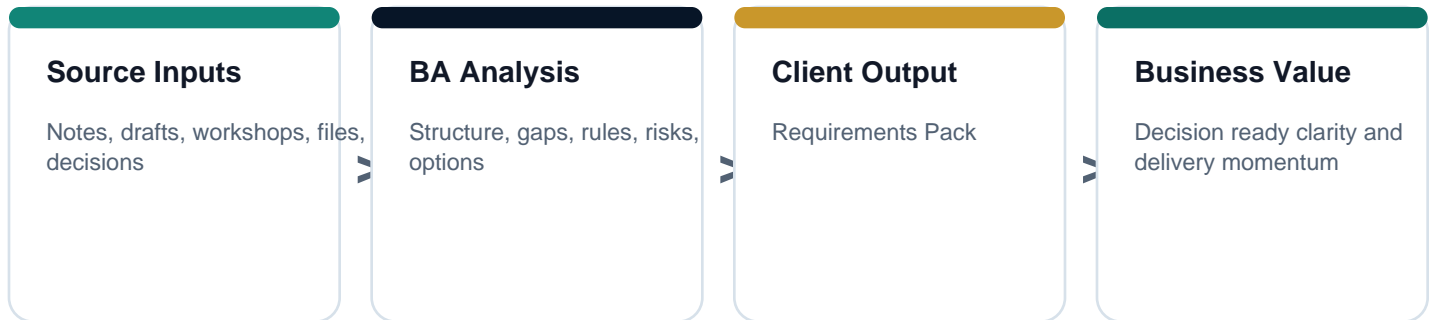 Source Inputs
Notes, drafts, workshops, files,
decisions
>
BA Analysis
Structure, gaps, rules, risks,
options
>
Client Output
Requirements Pack
>
Business Value
Decision ready clarity and
delivery momentum